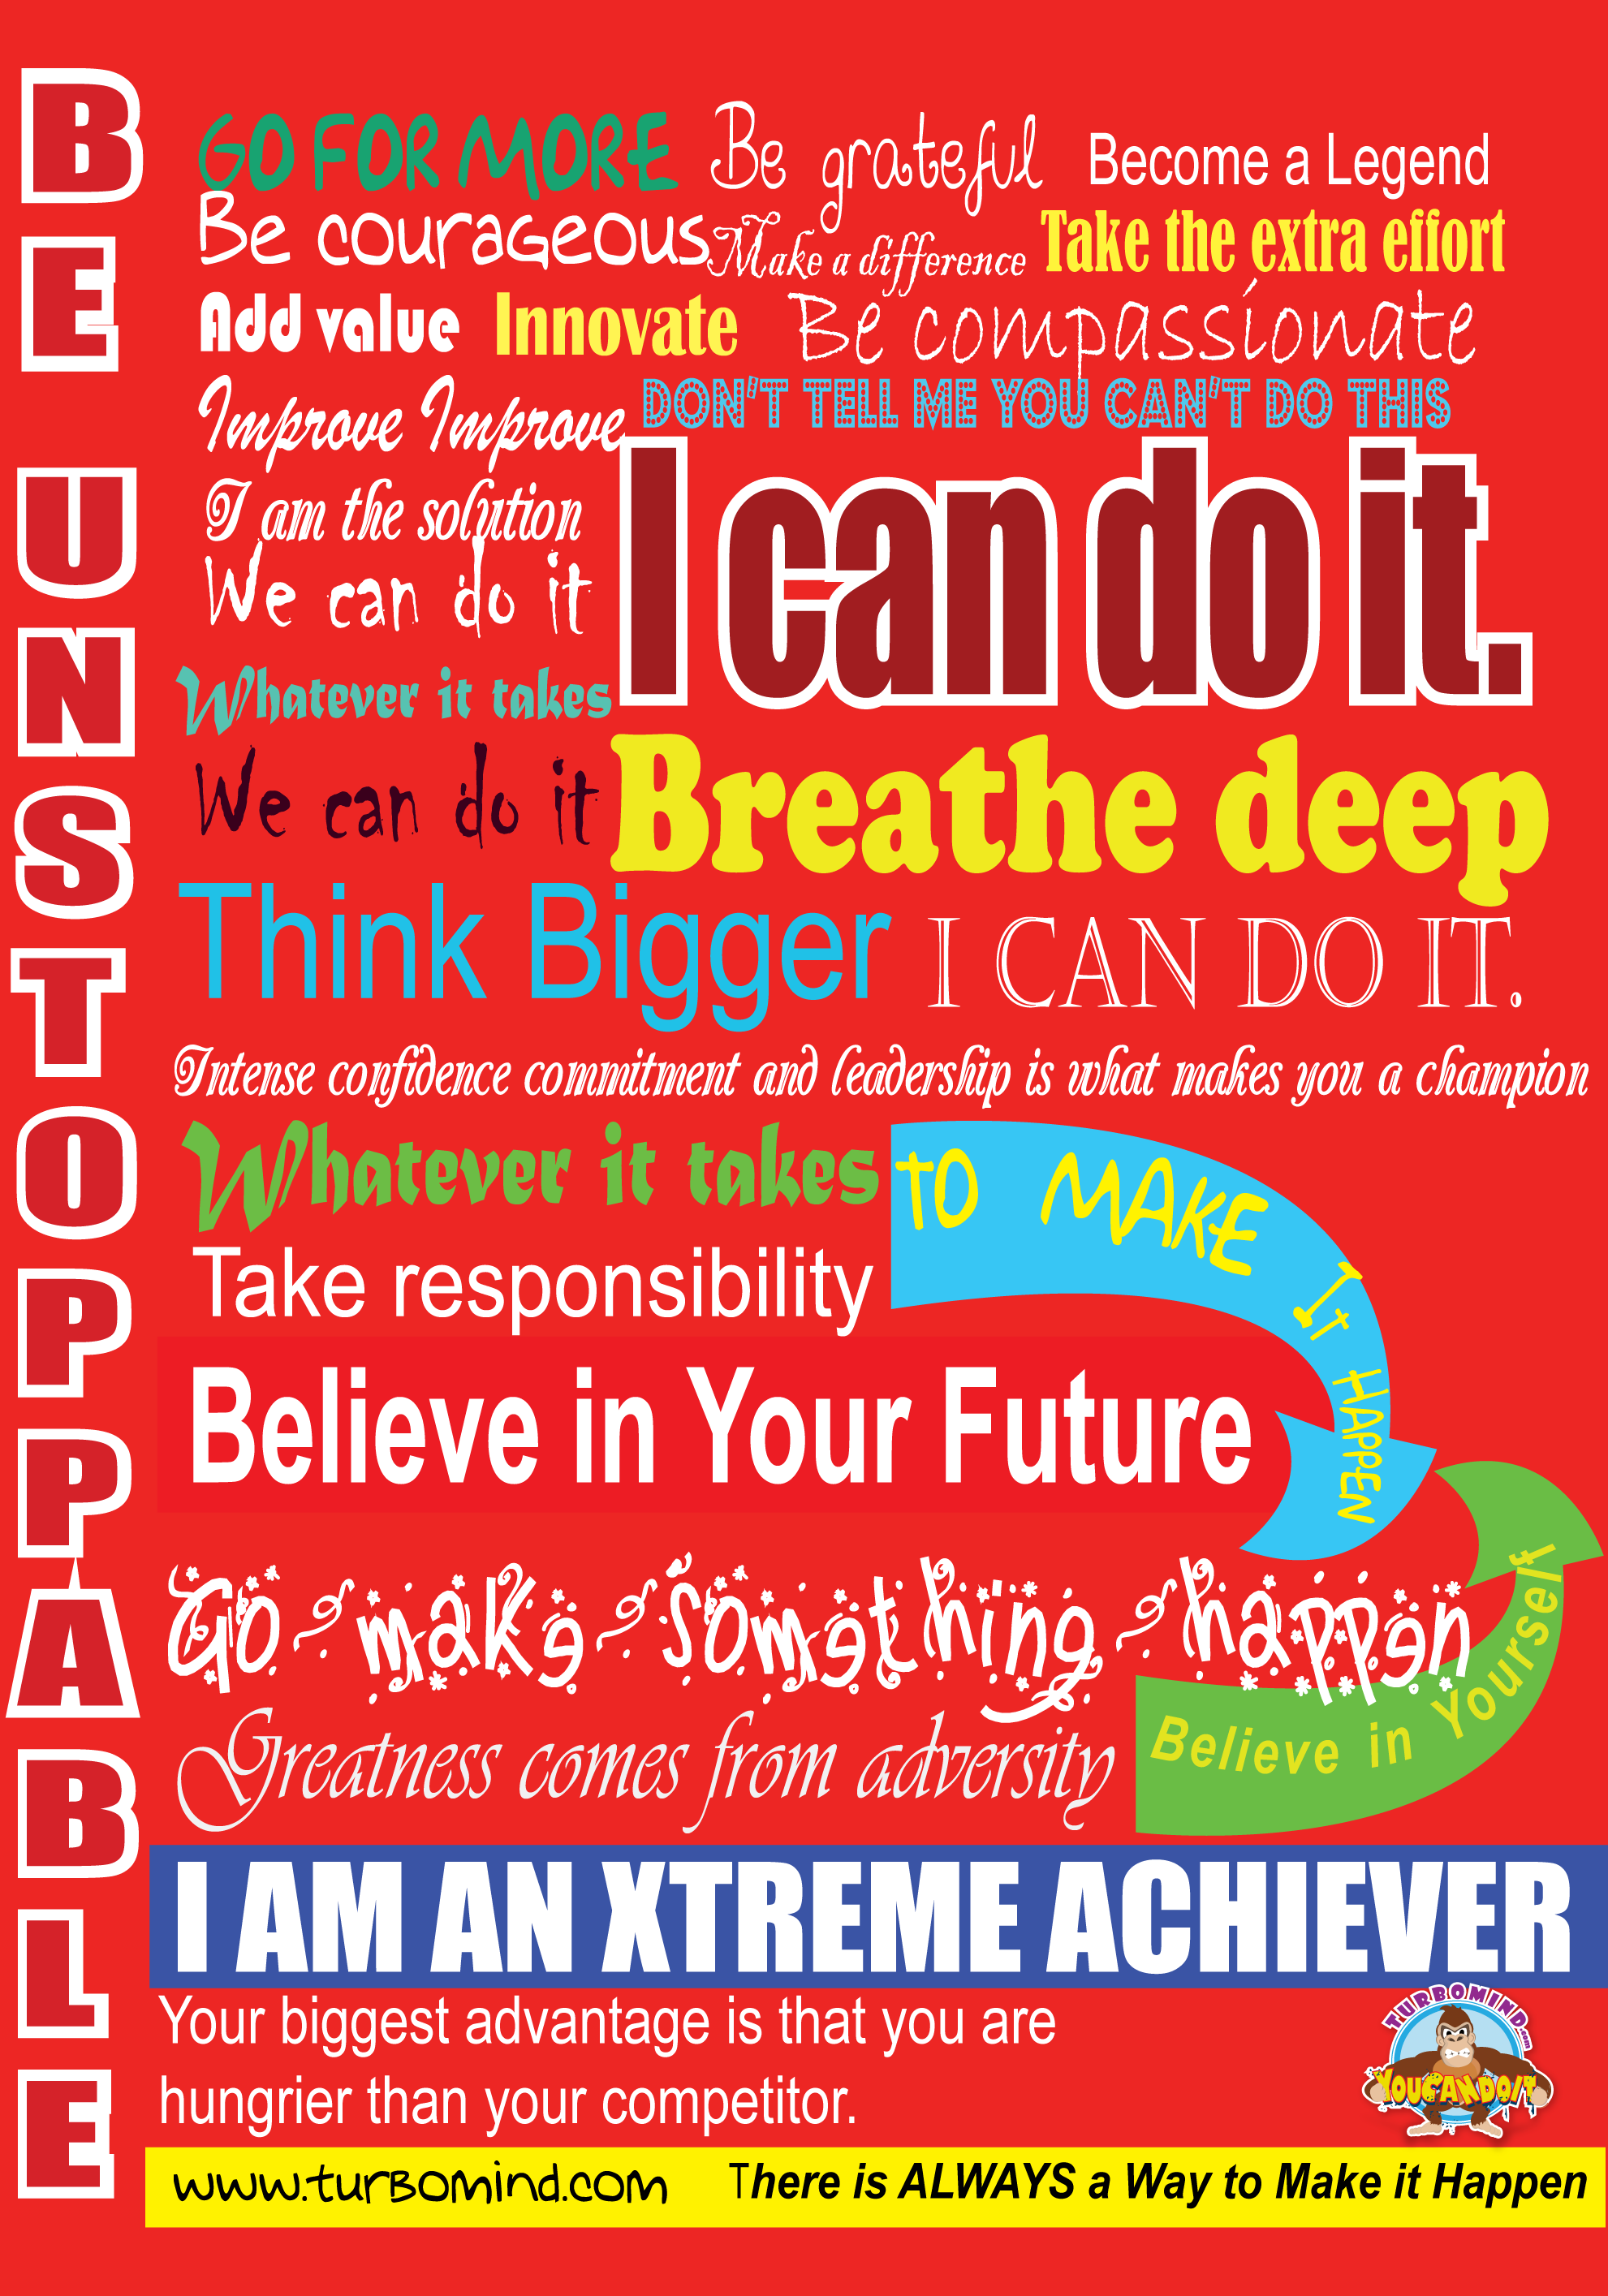 BE UNSTOPPABLE
GO FOR MORE Be grateful Become a Legend
Be courageous Make a difference Take the extra effort
Add value Innovate Be compassionate
Improve Improve DON'T TELL ME YOU CAN'T DO THIS
I am the solution
I can do it.
We can do it
Whatever it takes
We can do it Breathe deep
Think Bigger I CAN DO IT.
Intense confidence commitment and leadership is what makes you a champion
Whatever it takes TO MAKE IT HAPPEN
Take responsibility
Believe in Your Future
Go make something happen
Believe in Yourself
Greatness comes from adversity
I AM AN XTREME ACHIEVER
Your biggest advantage is that you are
hungrier than your competitor.
TURBOMIND.com
YOUCANDOIT
www.turbomind.com There is ALWAYS a Way to Make it Happen